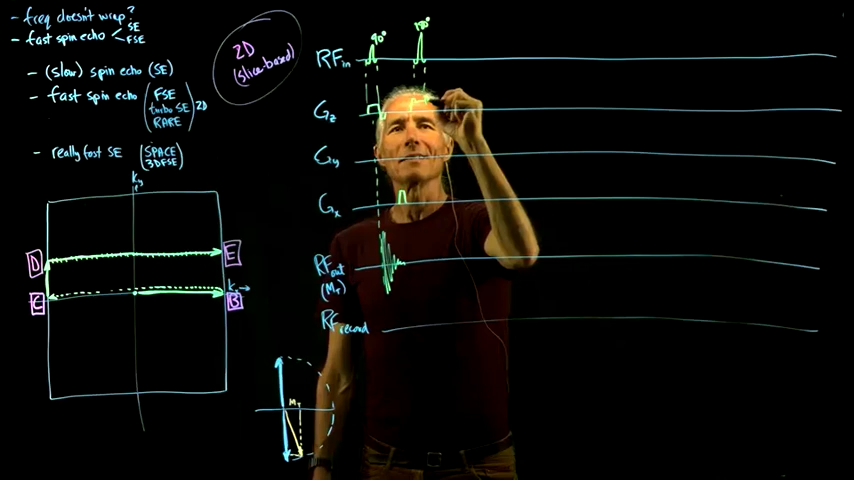 - freq doesn't wrap?
- fast spin echo < SE
FSE
- (slow) spin echo (SE)
- fast spin echo (FSE
turbo SE) 2D
RARE
- really fast SE (SPACE
3DFSE)
2D
(slice-based)
ky
D
E
C
kx
B
MT
90°
180°
RFin
Gz
Gy
Gx
RFout
(MT)
RFrecord